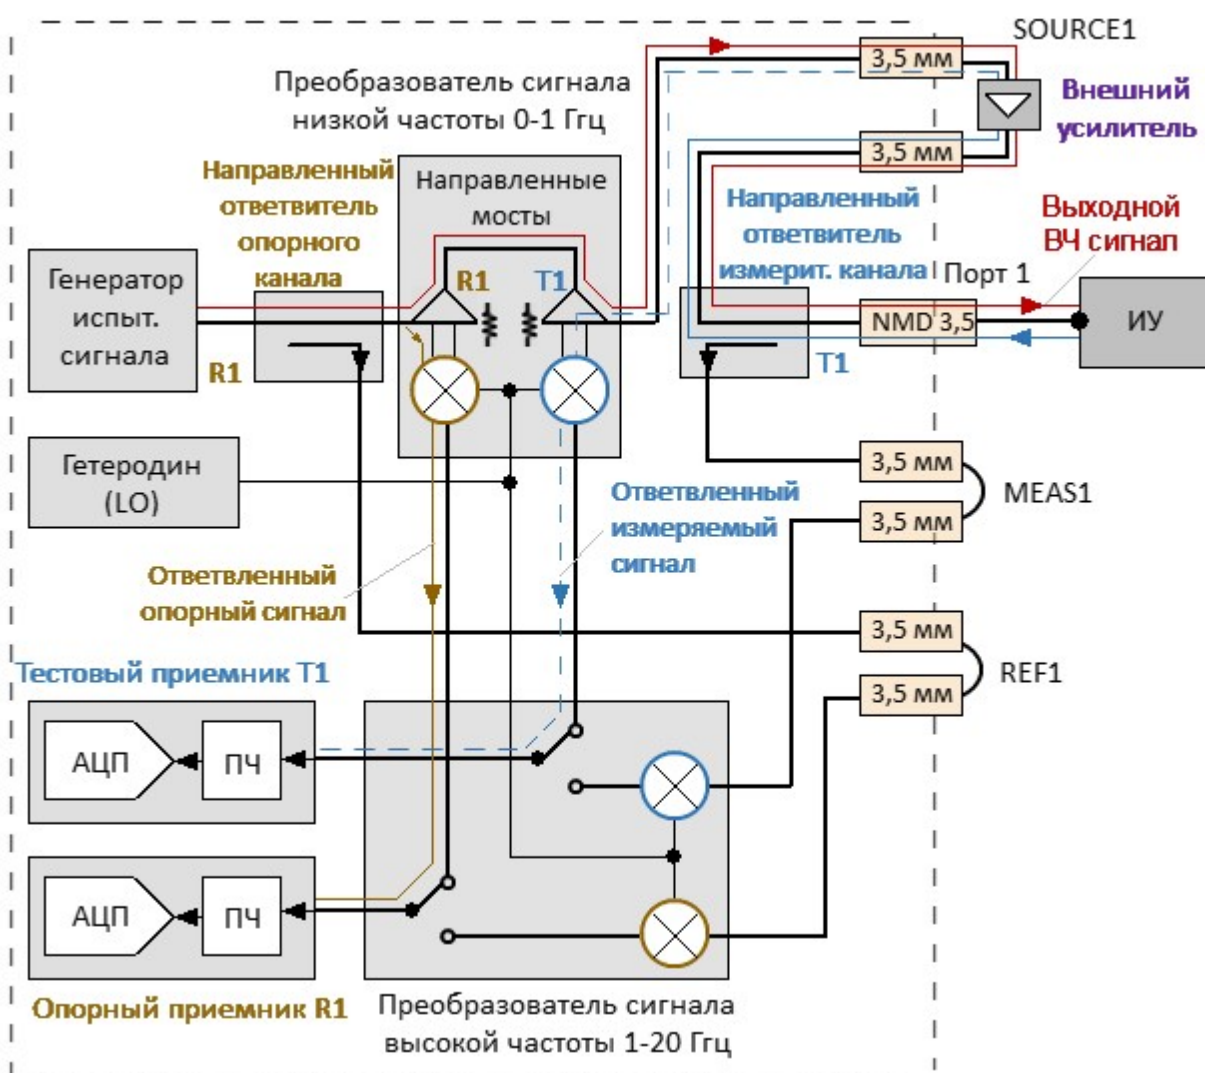 SOURCE1
3,5 мм
Преобразователь сигнала
низкой частоты 0-1 Ггц
Внешний
усилитель
3,5 мм
Направленный
ответвитель
опорного
канала
Направленные
мосты
Направленный
ответвитель
измерит. канала
Выходной
ВЧ сигнал
Генератор
испыт.
сигнала
R1
R1
T1
Порт 1
NMD 3,5
ИУ
T1
Гетеродин
(LO)
3,5 мм
3,5 мм
MEAS1
Ответвленный
измеряемый
сигнал
Ответвленный
опорный сигнал
3,5 мм
3,5 мм
REF1
Тестовый приемник T1
АЦП
ПЧ
АЦП
ПЧ
Опорный приемник R1
Преобразователь сигнала
высокой частоты 1-20 Ггц